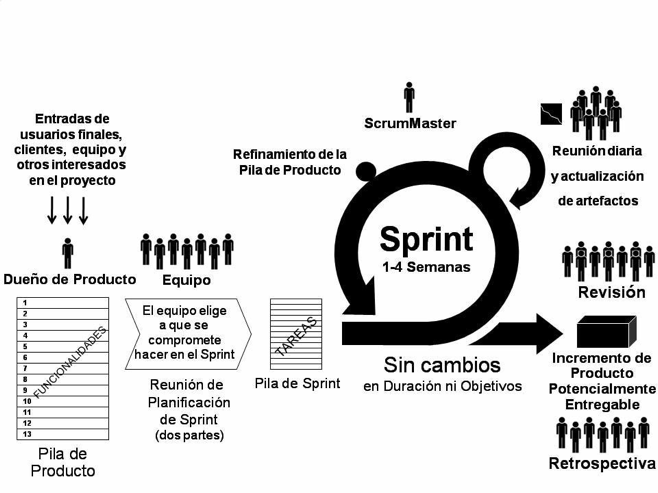 Entradas de
usuarios finales,
clientes, equipo y
otros interesados
en el proyecto
Dueño de Producto
1
2
3
4
5
6
7
8
9
10
11
12
13
FUNCIONALIDADES
Pila de
Producto
Equipo
El equipo elige
a que se
compromete
hacer en el Sprint
Reunión de
Planificación
de Sprint
(dos partes)
TAREAS
Pila de Sprint
Refinamiento de la
Pila de Producto
ScrumMaster
Sprint
1-4 Semanas
Sin cambios
en Duración ni Objetivos
Reunión diaria
y actualización
de artefactos
Revisión
Incremento de
Producto
Potencialmente
Entregable
Retrospectiva